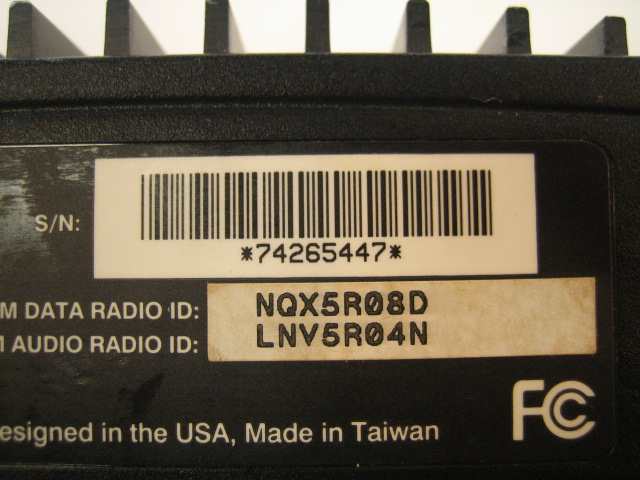 S/N:
*74265447*
M DATA RADIO ID: NQX5R08D
AUDIO RADIO ID: LNV5R04N
esigned in the USA, Made in Taiwan
FC